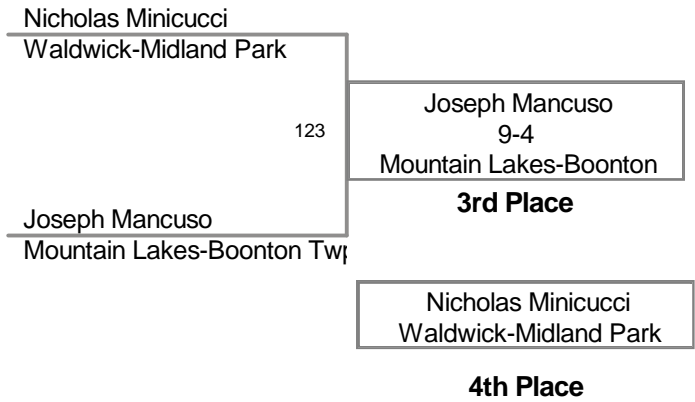 Nicholas Minicucci
Waldwick-Midland Park
123
Joseph Mancuso
9-4
Mountain Lakes-Boonton
3rd Place
Joseph Mancuso
Mountain Lakes-Boonton Twp
Nicholas Minicucci
Waldwick-Midland Park
4th Place